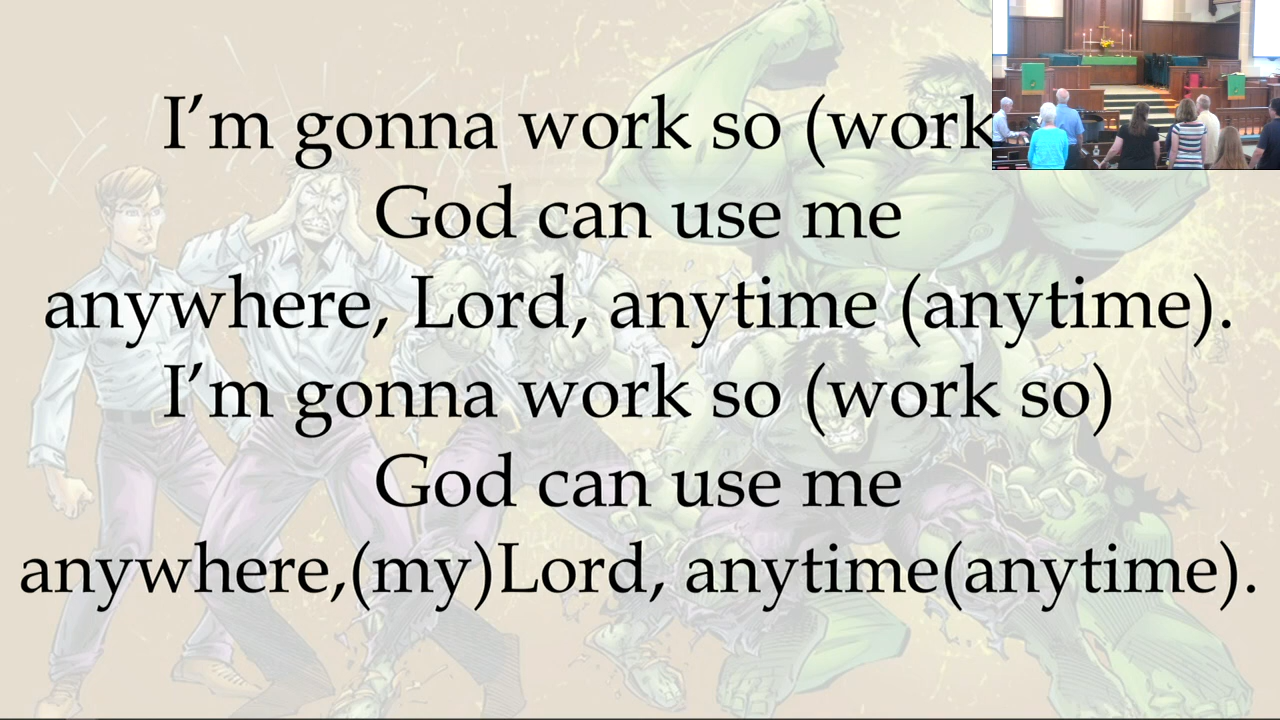 I’m gonna work so (work
God can use me
anywhere, Lord, anytime (anytime).
I’m gonna work so (work so)
God can use me
anywhere,(my)Lord, anytime(anytime).